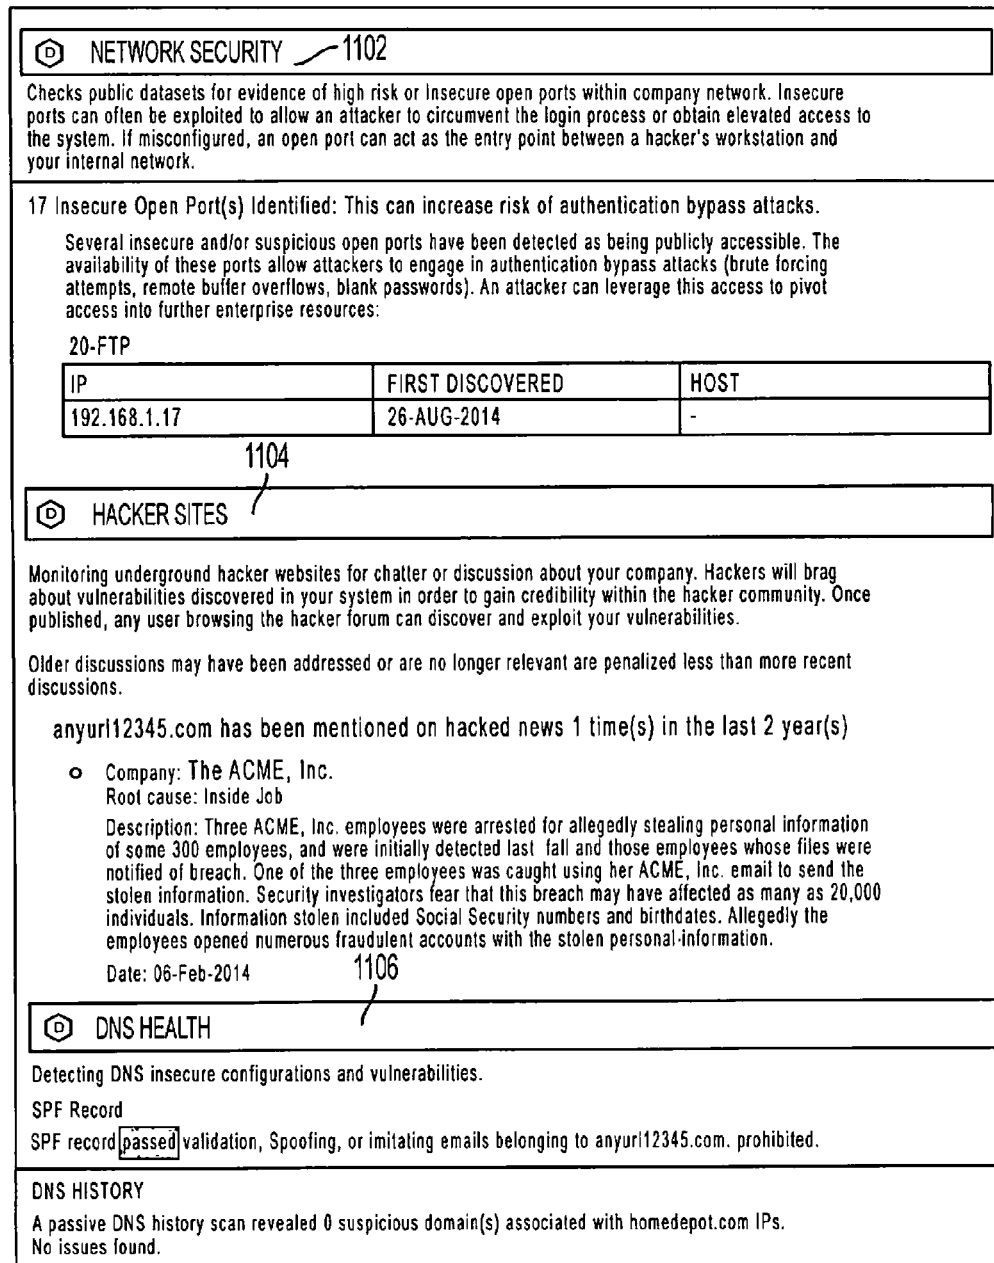 D NETWORK SECURITY 1102
Checks public datasets for evidence of high risk or Insecure open ports within company network. Insecure
ports can often be exploited to allow an attacker to circumvent the login process or obtain elevated access to
the system. If misconfigured, an open port can act as the entry point between a hacker's workstation and
your internal network.
17 Insecure Open Port(s) Identified: This can increase risk of authentication bypass attacks.
Several insecure and/or suspicious open ports have been detected as being publicly accessible. The
availability of these ports allow attackers to engage in authentication bypass attacks (brute forcing
attempts, remote buffer overflows, blank passwords). An attacker can leverage this access to pivot
access into further enterprise resources:
20-FTP
IP FIRST DISCOVERED HOST
192.168.1.17 26-AUG-2014 -
1104
D HACKER SITES
Monitoring underground hacker websites for chatter or discussion about your company. Hackers will brag
about vulnerabilities discovered in your system in order to gain credibility within the hacker community. Once
published, any user browsing the hacker forum can discover and exploit your vulnerabilities.
Older discussions may have been addressed or are no longer relevant are penalized less than more recent
discussions.
anyurl12345.com has been mentioned on hacked news 1 time(s) in the last 2 year(s)
o Company: The ACME, Inc.
Root cause: Inside Job
Description: Three ACME, Inc. employees were arrested for allegedly stealing personal information
of some 300 employees, and were initially detected last fall and those employees whose files were
notified of breach. One of the three employees was caught using her ACME, Inc. email to send the
stolen information. Security investigators fear that this breach may have affected as many as 20,000
individuals. Information stolen included Social Security numbers and birthdates. Allegedly the
employees opened numerous fraudulent accounts with the stolen personal information.
Date: 06-Feb-2014
1106
D DNS HEALTH
Detecting DNS insecure configurations and vulnerabilities.
SPF Record
SPF record passed validation, Spoofing, or imitating emails belonging to anyurl12345.com. prohibited.
DNS HISTORY
A passive DNS history scan revealed 0 suspicious domain(s) associated with homedepot.com IPs.
No issues found.